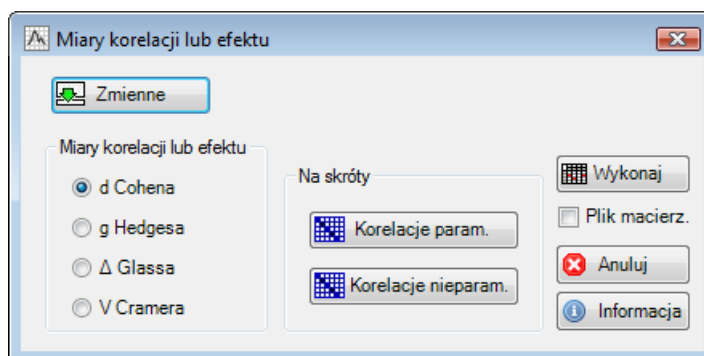 Miary korelacji lub efektu
Zmienne
Miary korelacji lub efektu
d Cohena
g Hedgesa
Δ Glassa
V Cramera
Na skróty
Korelacje param.
Korelacje nieparam.
Wykonaj
Plik macierz.
Anuluj
Informacja